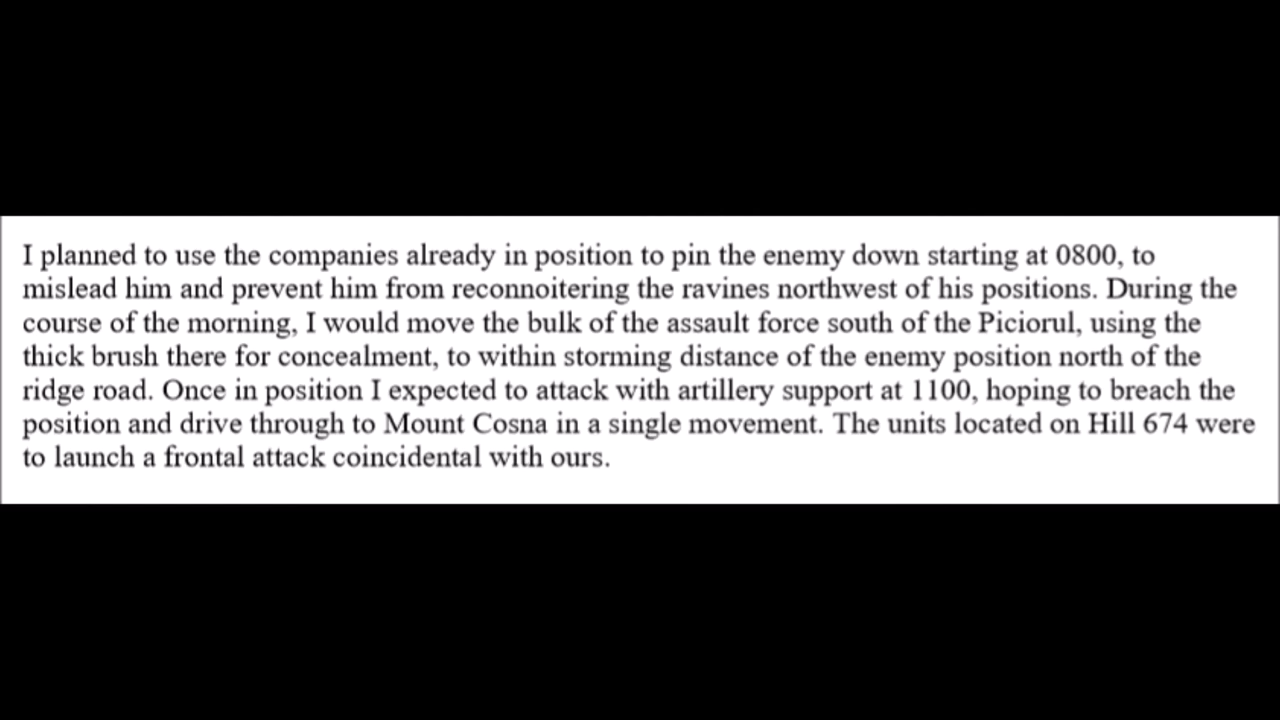 I planned to use the companies already in position to pin the enemy down starting at 0800, to
mislead him and prevent him from reconnoitering the ravines northwest of his positions. During the
course of the morning, I would move the bulk of the assault force south of the Piciorul, using the
thick brush there for concealment, to within storming distance of the enemy position north of the
ridge road. Once in position I expected to attack with artillery support at 1100, hoping to breach the
position and drive through to Mount Cosna in a single movement. The units located on Hill 674 were
to launch a frontal attack coincidental with ours.